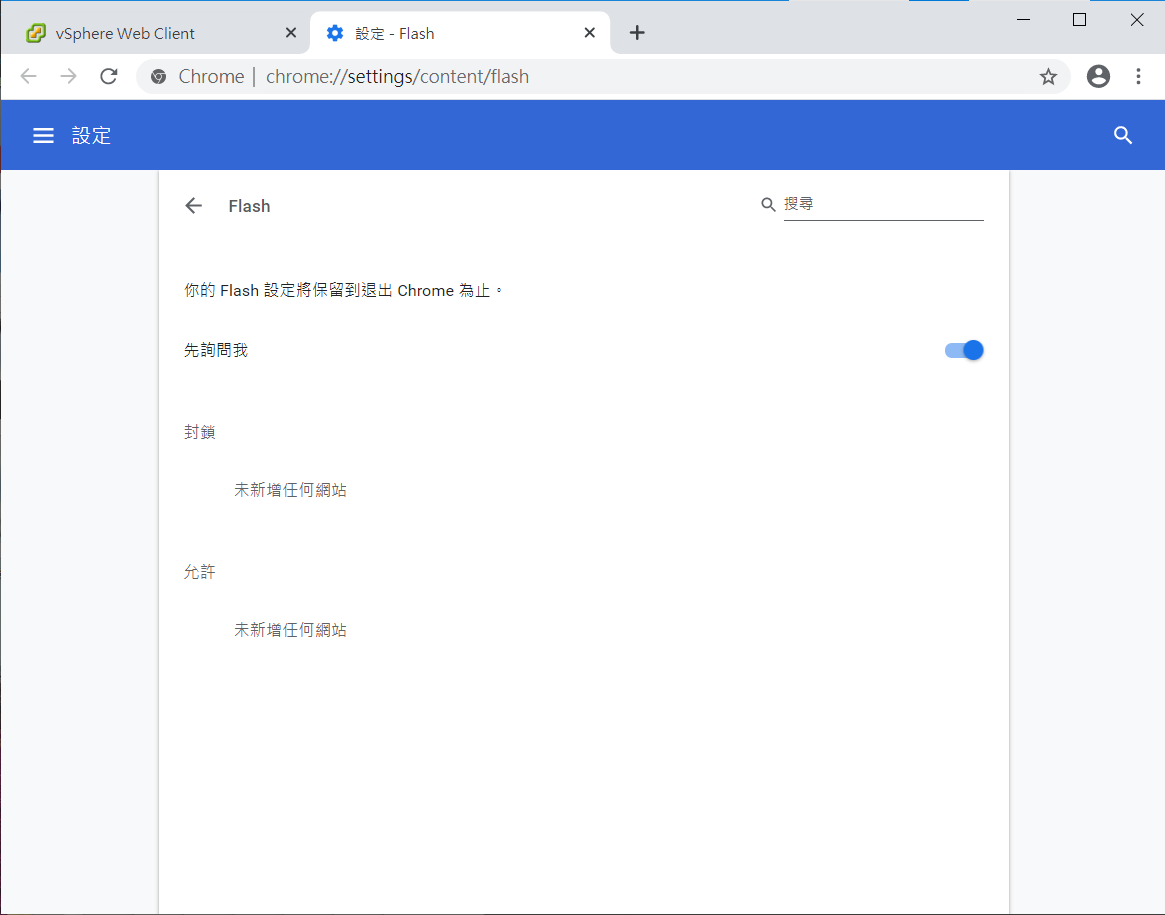 vSphere Web Client
設定 - Flash
Chrome | chrome://settings/content/flash
設定
Flash
搜尋
你的 Flash 設定將保留到退出 Chrome 為止。
先詢問我
封鎖
未新增任何網站
允許
未新增任何網站